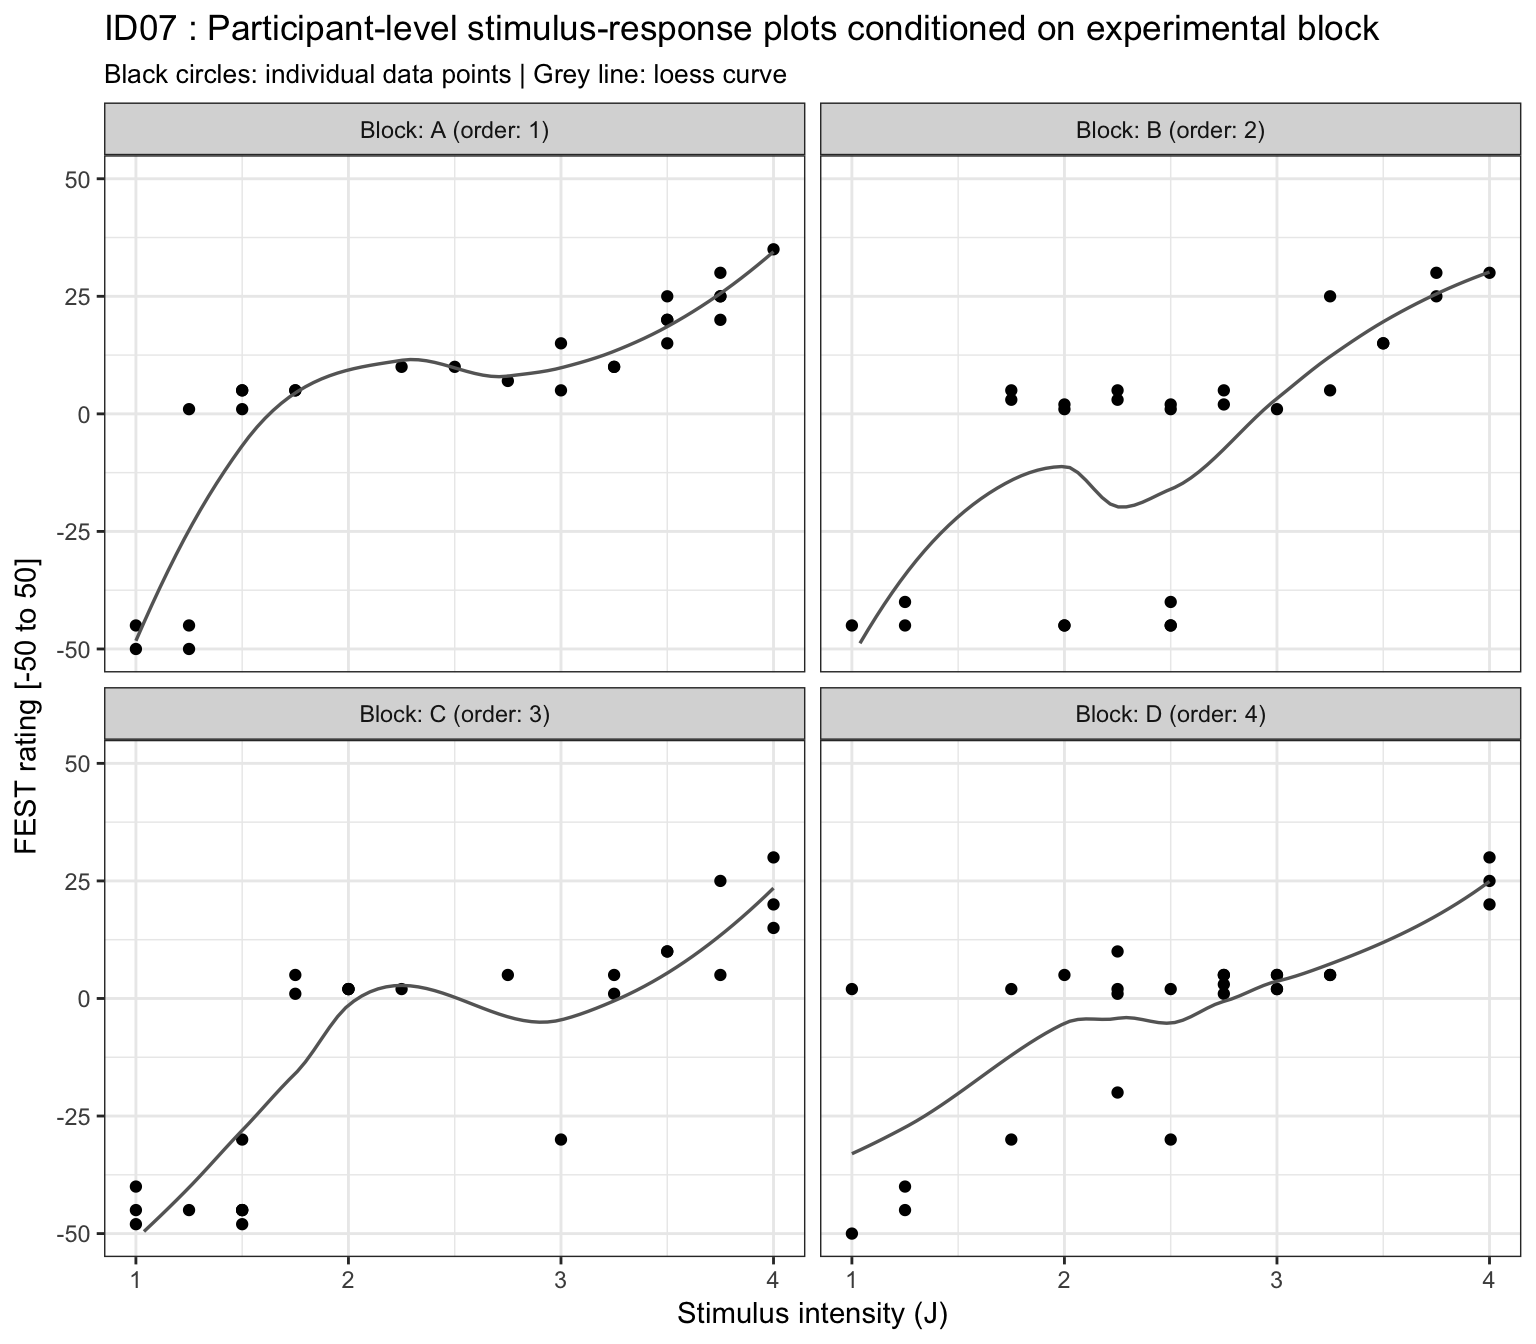 ID07 : Participant-level stimulus-response plots conditioned on experimental block
Black circles: individual data points | Grey line: loess curve
Block: A (order: 1)
Block: B (order: 2)
50
25
0
-25
-50
Block: C (order: 3)
Block: D (order: 4)
50
25
0
-25
-50
FEST rating [-50 to 50]
1 2 3 4
1 2 3 4
Stimulus intensity (J)